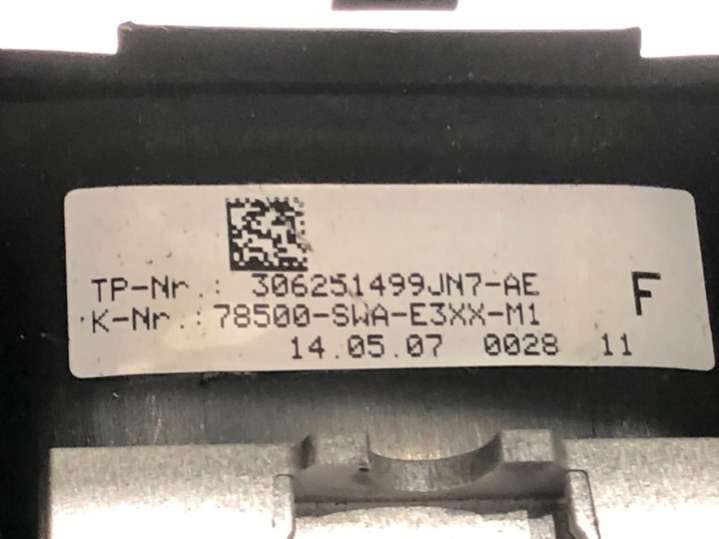 TP-Nr.: 306251499JN7-AE
K-Nr.:78500-SWA-E3XX-M1
F
14.05.07 0028 11